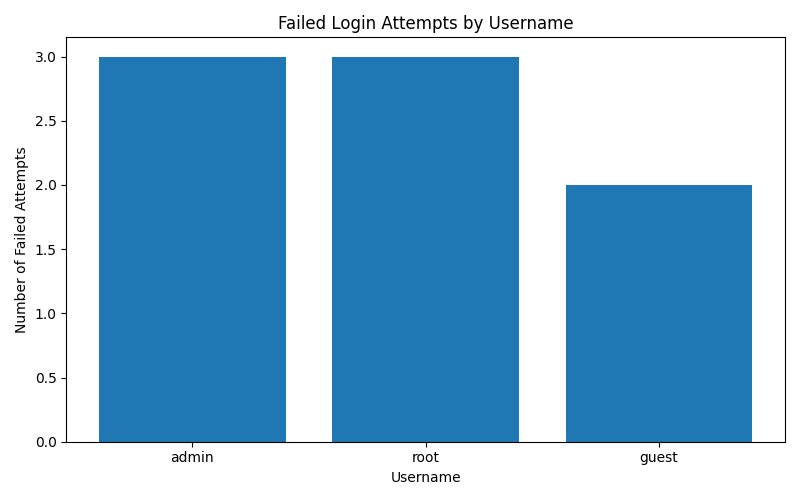 Failed Login Attempts by Username
Number of Failed Attempts
3.0
2.5
2.0
1.5
1.0
0.5
0.0
admin
root
guest
Username